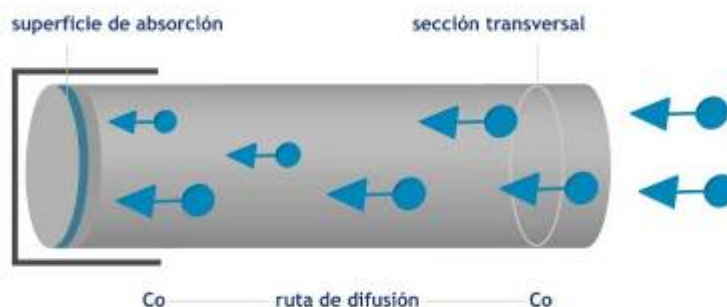 superficie de absorción
sección transversal
Co ruta de difusión Co